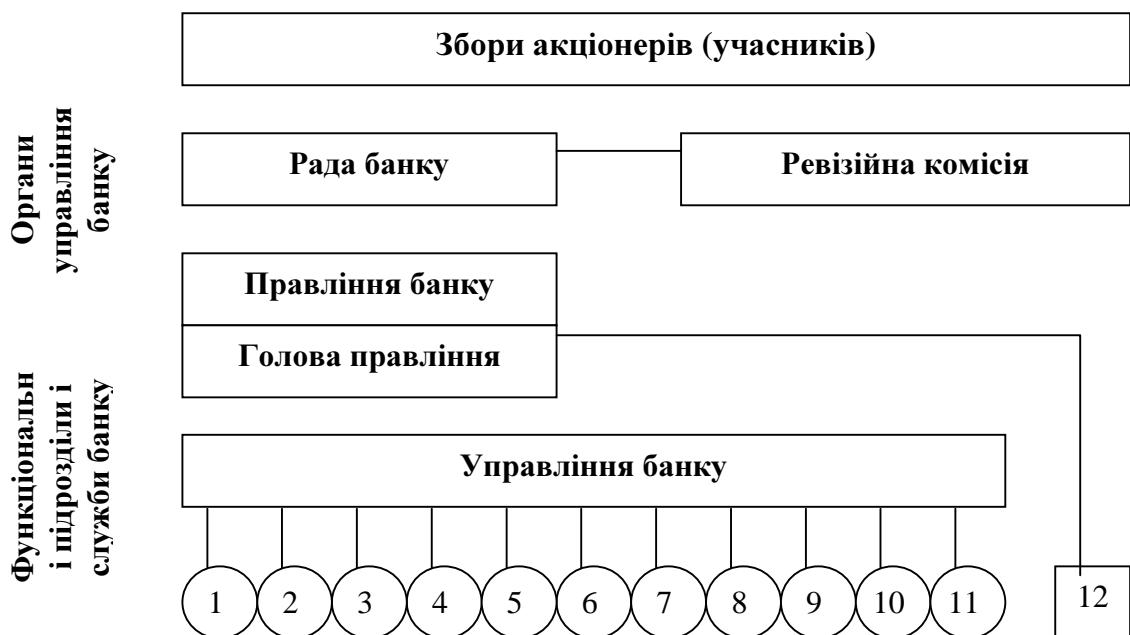 Збори акціонерів (учасників)
Органи
управління
банку
Рада банку
Ревізійна комісія
Правління банку
Голова правління
Функціональн
і підрозділи і
служби банку
Управління банку
1 2 3 4 5 6 7 8 9 10 11 12